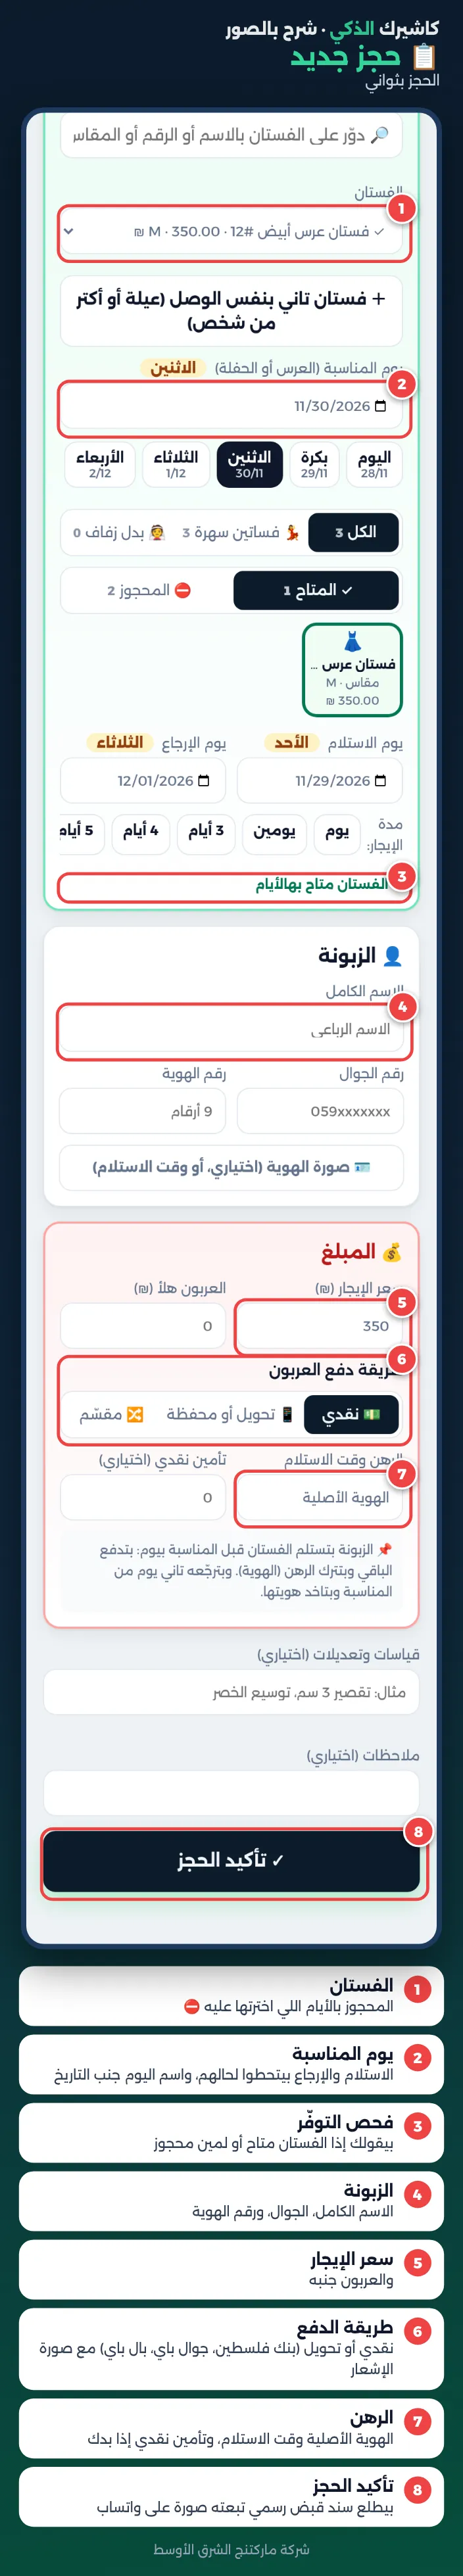 كاشيرك الذكي · شرح بالصور
📋 حجز جديد
الحجز بثواني
🔎 دوّر على الفستان بالاسم أو الرقم أو المقاس
الفستان
1
✓ فستان عرس أبيض #12 · M · 350.00 ₪
+ فستان تاني بنفس الوصل (عيلة أو أكتر
من شخص)
يوم المناسبة (العرس أو الحفلة) الاثنين
2
11/30/2026
اليوم بكرة الاثنين الثلاثاء الأربعاء
28/11 29/11 30/11 1/12 2/12
الكل 3 💃 فساتين سهرة 3 👰 بدل زفاف 0
✓ المتاح 1 ⛔ المحجوز 2
👗
فستان عرس ...
مقاس M ·
350.00 ₪
يوم الاستلام الأحد يوم الإرجاع الثلاثاء
11/29/2026 12/01/2026
مدة
الإيجار: يوم يومين 3 أيام 4 أيام 5 أيام
3
الفستان متاح بهالأيام
👤 الزبونة
الاسم الكامل
4
الاسم الرباعي
رقم الجوال رقم الهوية
059xxxxxxx 9 أرقام
🪪 صورة الهوية (اختياري، أو وقت الاستلام)
💰 المبلغ
سعر الإيجار (₪) العربون هلأ (₪)
5
350 0
6
طريقة دفع العربون
💵 نقدي 📱 تحويل أو محفظة 🔀 مقسّم
الرهن وقت الاستلام تأمين نقدي (اختياري)
7
الهوية الأصلية 0
📌 الزبونة بتستلم الفستان قبل المناسبة بيوم: بتدفع
الباقي وبتترك الرهن (الهوية). وبترجّعه تاني يوم من
المناسبة وبتاخد هويتها.
قياسات وتعديلات (اختياري)
مثال: تقصير 3 سم، توسيع الخصر
ملاحظات (اختياري)
8
✓ تأكيد الحجز
1 الفستان
المحجوز بالأيام اللي اخترتها عليه ⛔
2 يوم المناسبة
الاستلام والإرجاع بيتحطوا لحالهم، واسم اليوم جنب التاريخ
3 فحص التوفّر
بيقولك إذا الفستان متاح أو لمين محجوز
4 الزبونة
الاسم الكامل، الجوال، ورقم الهوية
5 سعر الإيجار
والعربون جنبه
6 طريقة الدفع
نقدي أو تحويل (بنك فلسطين، جوال باي، بال باي) مع صورة
الإشعار
7 الرهن
الهوية الأصلية وقت الاستلام، وتأمين نقدي إذا بدك
8 تأكيد الحجز
بيطلع سند قبض رسمي تبعته صورة على واتساب
شركة ماركتنج الشرق الأوسط